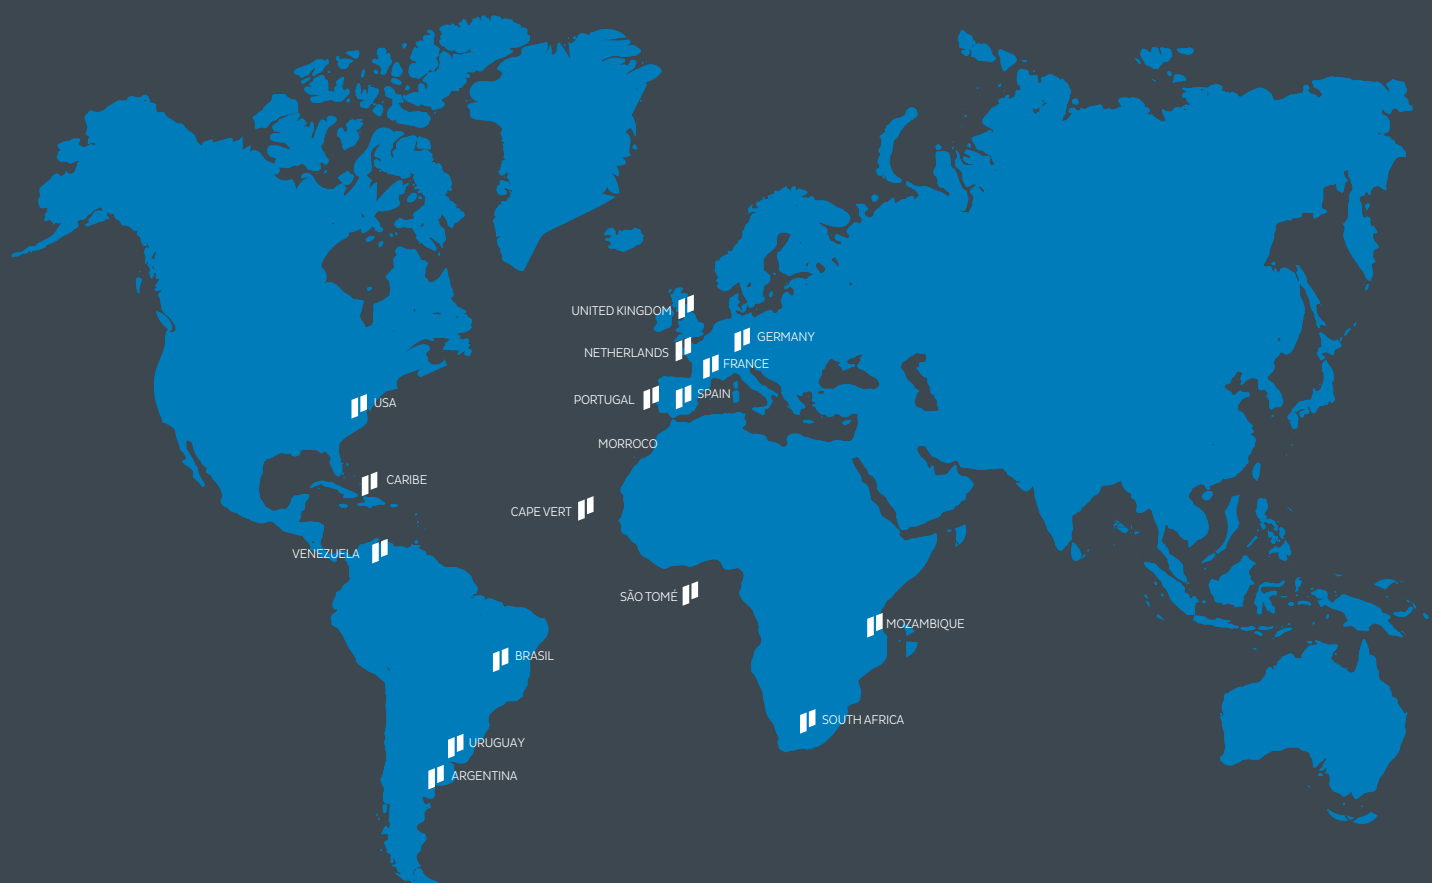 UNITED KINGDOM
GERMANY
NETHERLANDS
FRANCE
SPAIN
PORTUGAL
USA
MORROCO
CARIBE
CAPE VERT
VENEZUELA
SÃO TOMÉ
MOZAMBIQUE
BRASIL
SOUTH AFRICA
URUGUAY
ARGENTINA